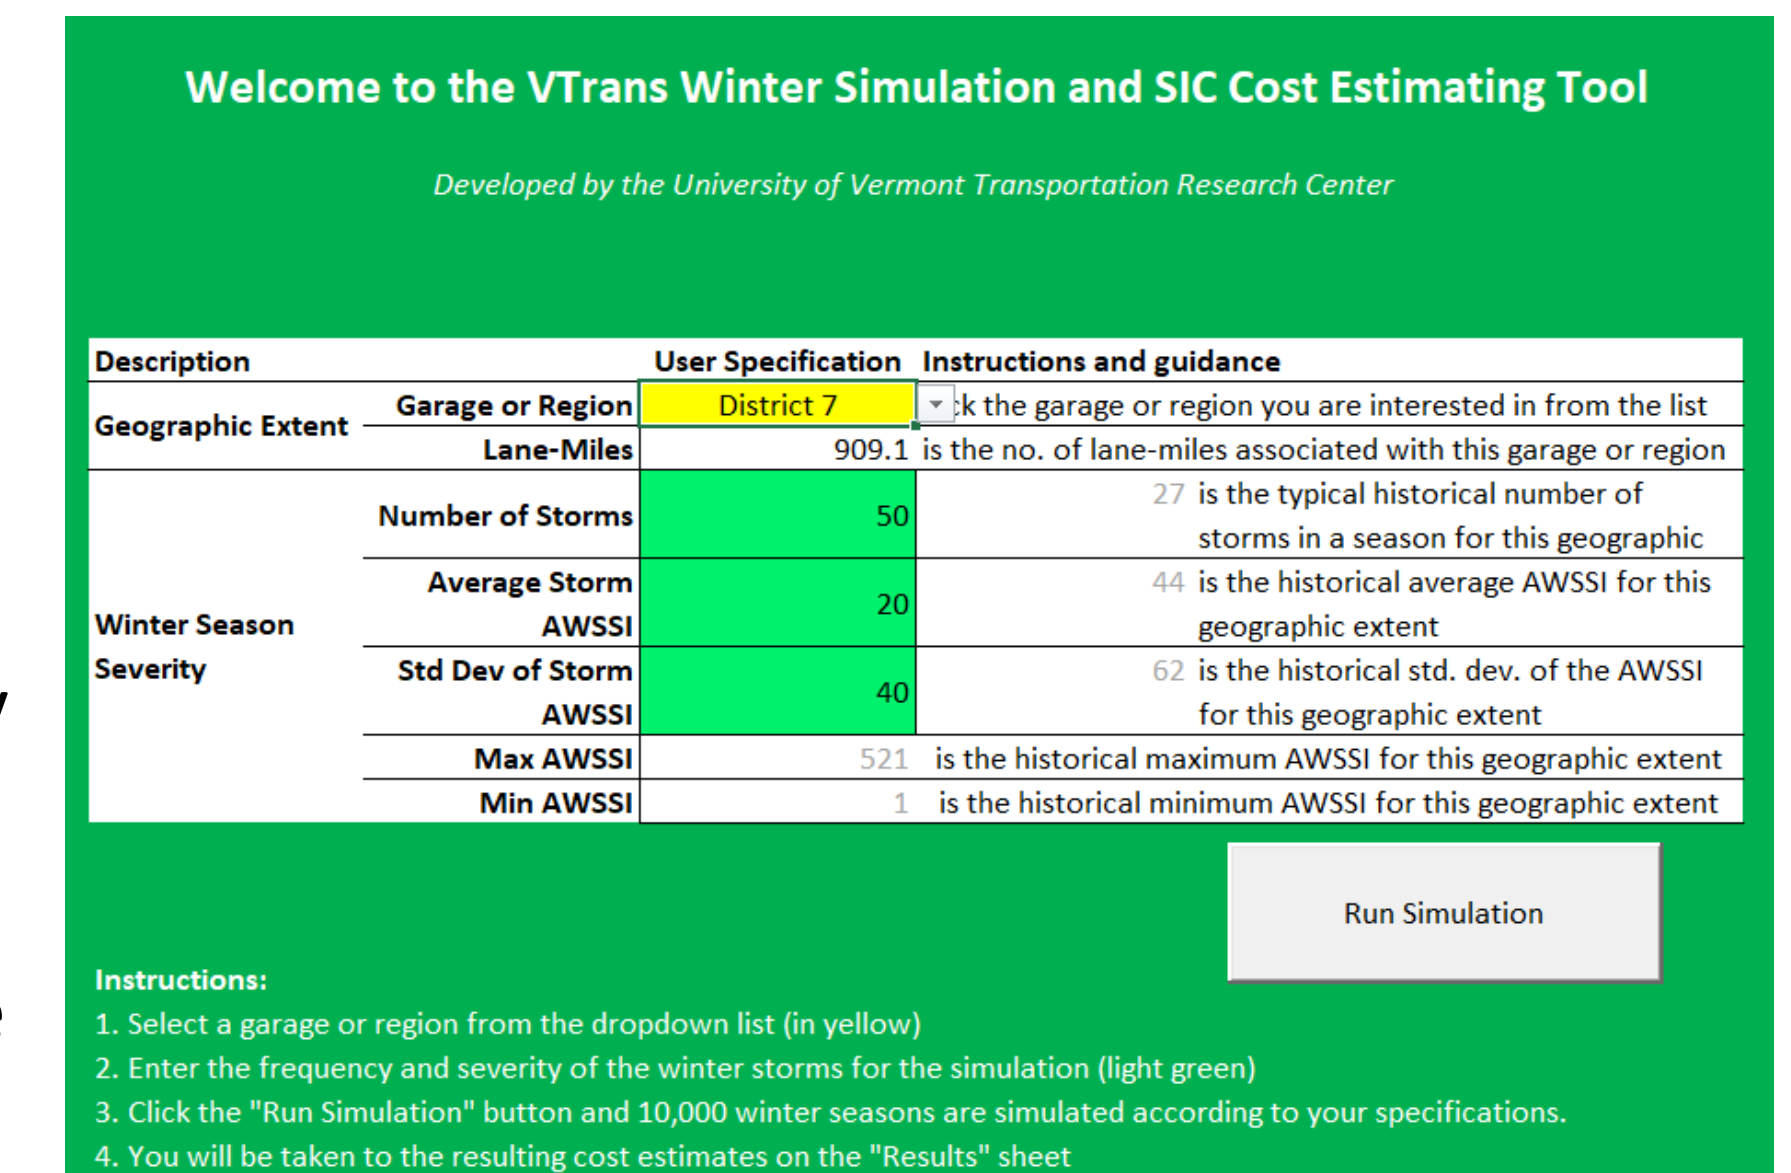 Welcome to the VTrans Winter Simulation and SIC Cost Estimating Tool
Developed by the University of Vermont Transportation Research Center
Description User Specification Instructions and guidance
Geographic Extent
Garage or Region District 7 ck the garage or region you are interested in from the list
Lane-Miles 909.1 is the no. of lane-miles associated with this garage or region
Winter Season
Severity
Number of Storms 50 27 is the typical historical number of
storms in a season for this geographic
Average Storm
AWSSI
20 44 is the historical average AWSSI for this
geographic extent
Std Dev of Storm
AWSSI
40 62 is the historical std. dev. of the AWSSI
for this geographic extent
Max AWSSI 521 is the historical maximum AWSSI for this geographic extent
Min AWSSI 1 is the historical minimum AWSSI for this geographic extent
Run Simulation
Instructions:
1. Select a garage or region from the dropdown list (in yellow)
2. Enter the frequency and severity of the winter storms for the simulation (light green)
3. Click the "Run Simulation" button and 10,000 winter seasons are simulated according to your specifications.
4. You will be taken to the resulting cost estimates on the "Results" sheet